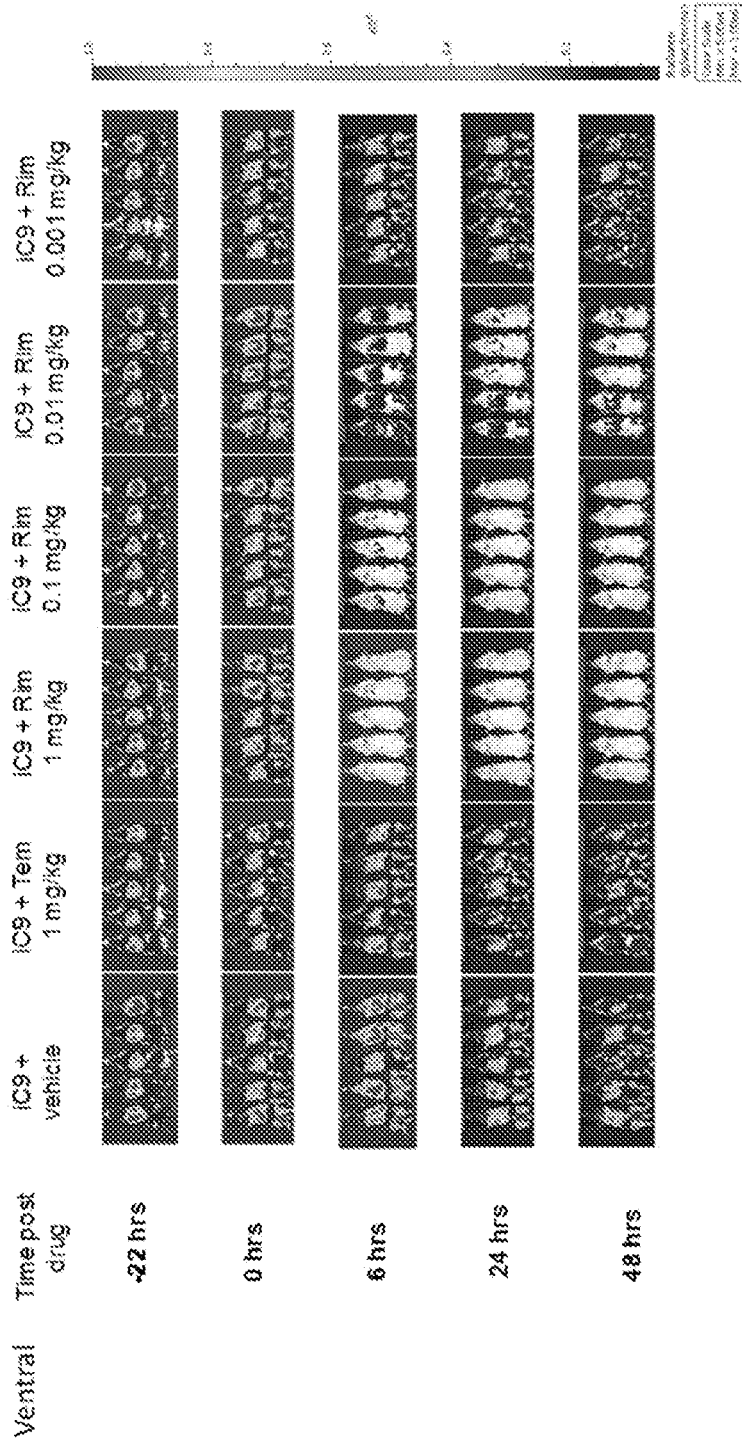 Ventral
Time post
drug
iC9 +
vehicle
iC9 + Tem
1 mg/kg
iC9 + Rim
1 mg/kg
iC9 + Rim
0.1 mg/kg
iC9 + Rim
0.01 mg/kg
iC9 + Rim
0.001 mg/kg
-22 hrs
0 hrs
6 hrs
24 hrs
48 hrs